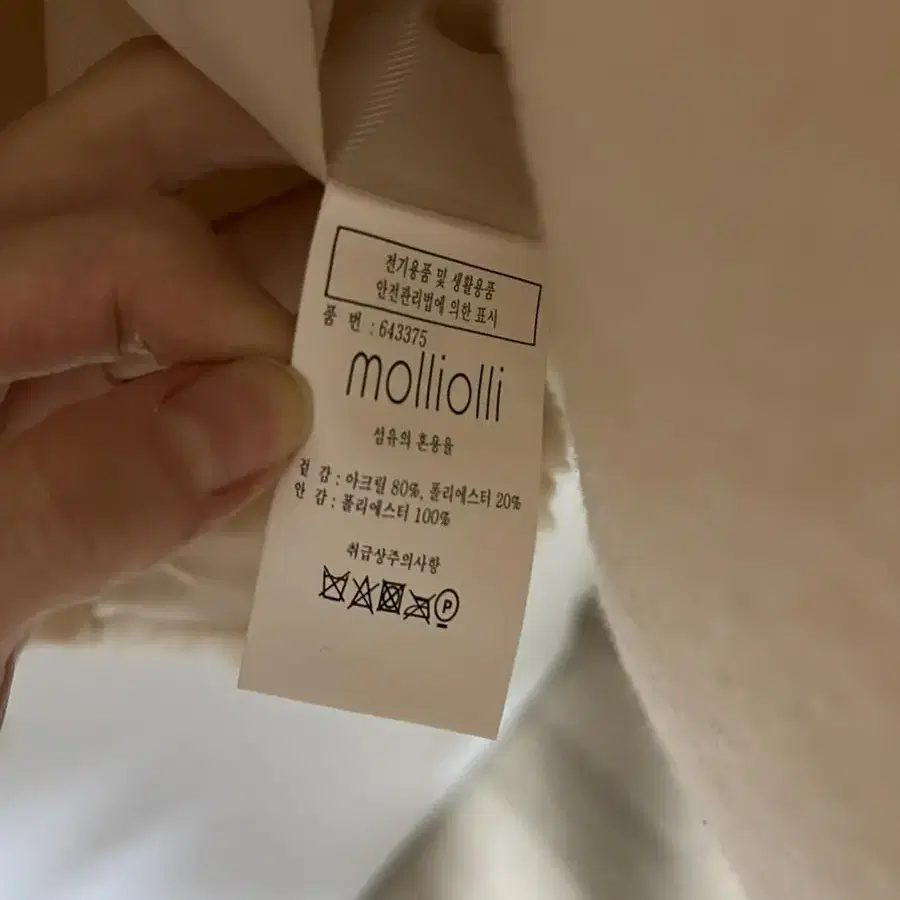 전기용품 및 생활용품
안전관리법에 의한 표시
품 번 : 643375
molliolli
섬유의 혼용율
겉 감 : 아크릴 80%, 폴리에스터 20%
안 감 : 폴리에스터 100%
취급상주의사항
P